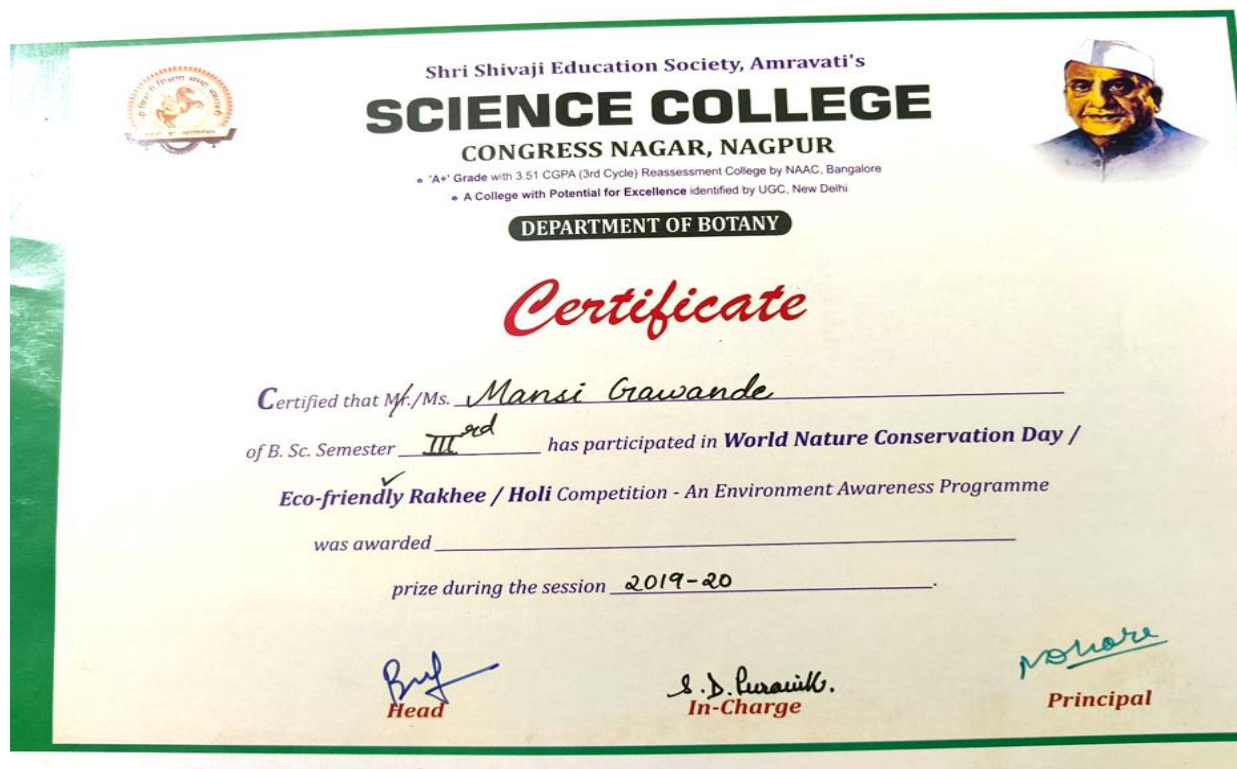 Shri Shivaji Education Society, Amravati's
SCIENCE COLLEGE
CONGRESS NAGAR, NAGPUR
• 'A+' Grade with 3.51 CGPA (3rd Cycle) Reassessment College by NAAC, Bangalore
• A College with Potential for Excellence identified by UGC, New Delhi
DEPARTMENT OF BOTANY
Certificate
Certified that Mr./Ms. Mansi Gawande
of B. Sc. Semester IIIrd has participated in World Nature Conservation Day /
Eco-friendly Rakhee / Holi Competition - An Environment Awareness Programme
was awarded
prize during the session 2019-20.
S.D. Puranik.
Head In-Charge Principal